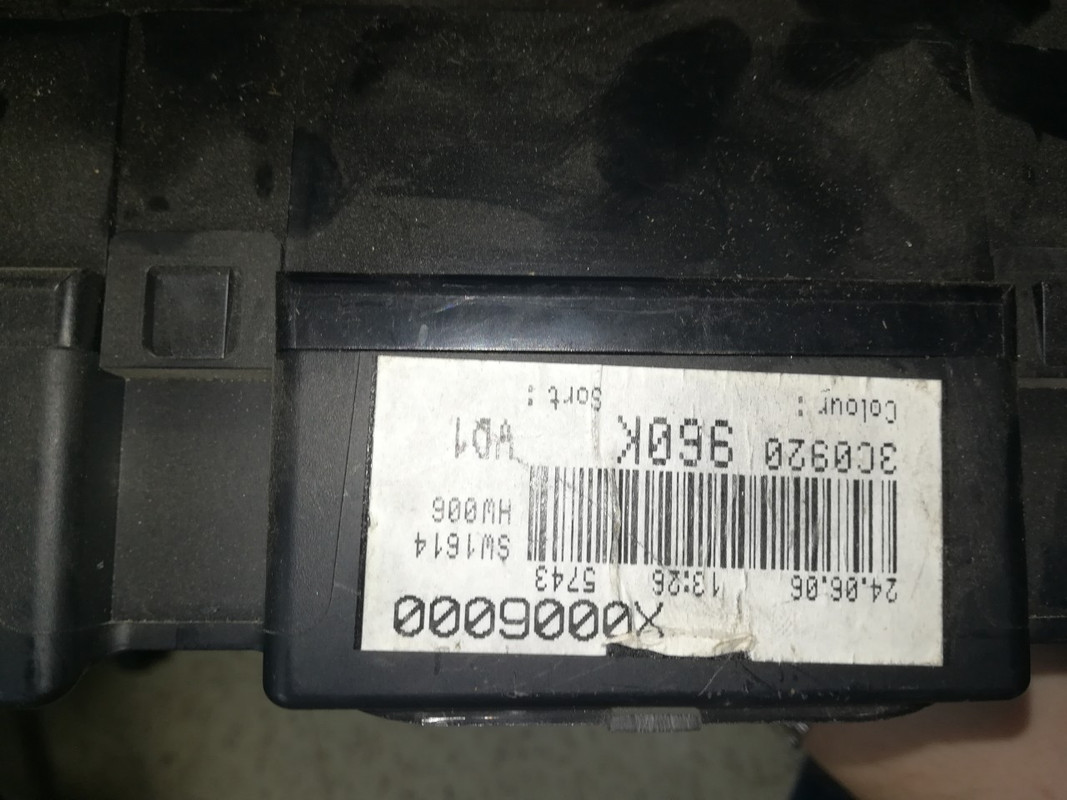 X0006000
24.06.06 13:26 5743
SW1614
HW006
3C0920 960K VD1
Colour : Sort :